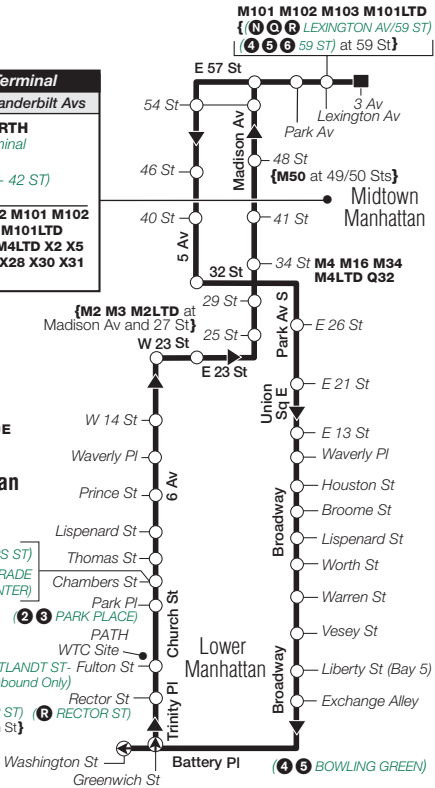 M101 M102 M103 M101LTD
{(N Q R LEXINGTON AV/59 ST)
(4 5 6 59 ST) at 59 St}
E 57 St
3 Av
Lexington Av
Park Av
54 St
Madison Av
48 St
{M50 at 49/50 Sts}
46 St
Midtown
Manhattan
40 St
41 St
5 Av
34 St M4 M16 M34
M4LTD Q32
32 St
29 St
{M2 M3 M2LTD at
Madison Av and 27 St}
25 St
W 23 St
E 23 St
Park Av S
E 26 St
E 21 St
Union
Sq E
E 13 St
Waverly Pl
Houston St
Broome St
Broadway
Lispenard St
Worth St
Warren St
Vesey St
Liberty St (Bay 5)
Broadway
Exchange Alley
(4 5 BOWLING GREEN)
Battery Pl
W 14 St
Waverly Pl
6 Av
Prince St
Lispenard St
Thomas St
Chambers St
Park Pl
(2 3 PARK PLACE)
Church St
PATH
WTC Site
Fulton St
Lower
Manhattan
Rector St
(R RECTOR ST)
Trinity Pl
Washington St
Greenwich St
Terminal
anderbilt Avs
RTH
minal
- 42 ST)
2 M101 M102
M101LTD
M4LTD X2 X5
X28 X30 X31
E
an
S ST)
RADE
NTER)
TLANDT ST-
bound Only)
ST)
St}